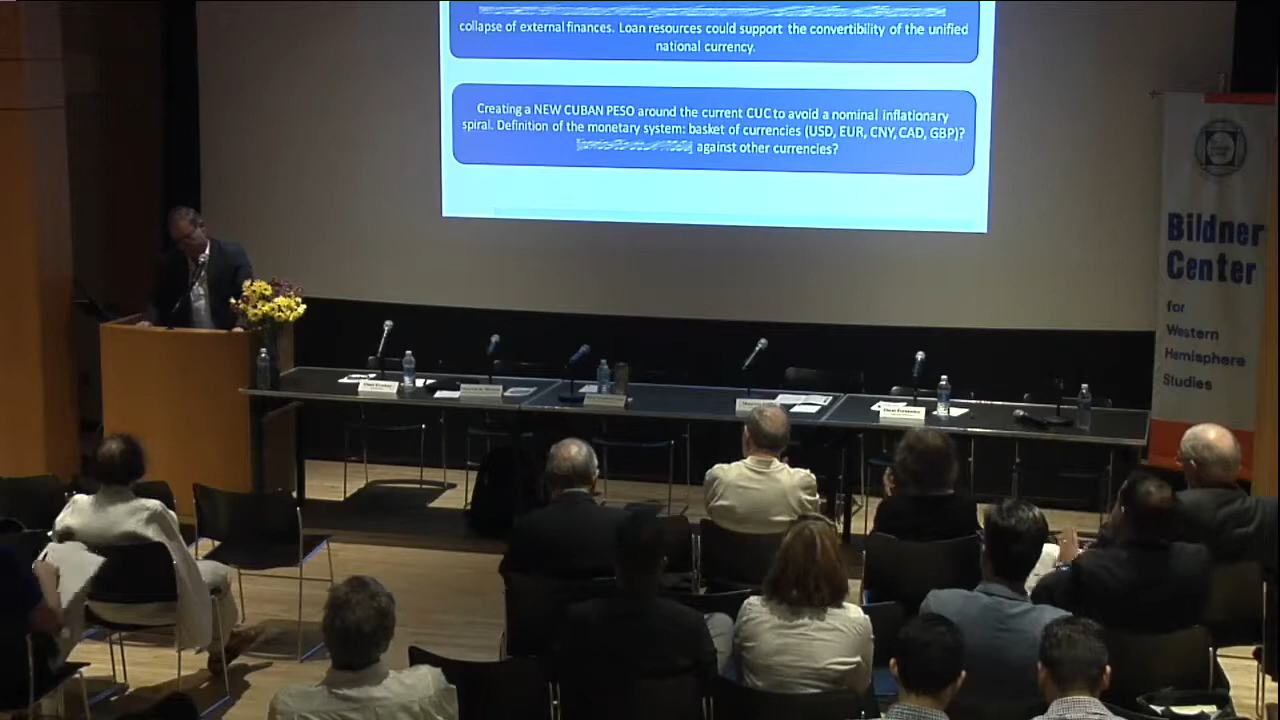 collapse of external finances. Loan resources could support the convertibility of the unified
national currency.
Creating a NEW CUBAN PESO around the current CUC to avoid a nominal inflationary
spiral. Definition of the monetary system: basket of currencies (USD, EUR, CNY, CAD, GBP)?
against other currencies?
Bildner
Center
for
Western
Hemisphere
Studies